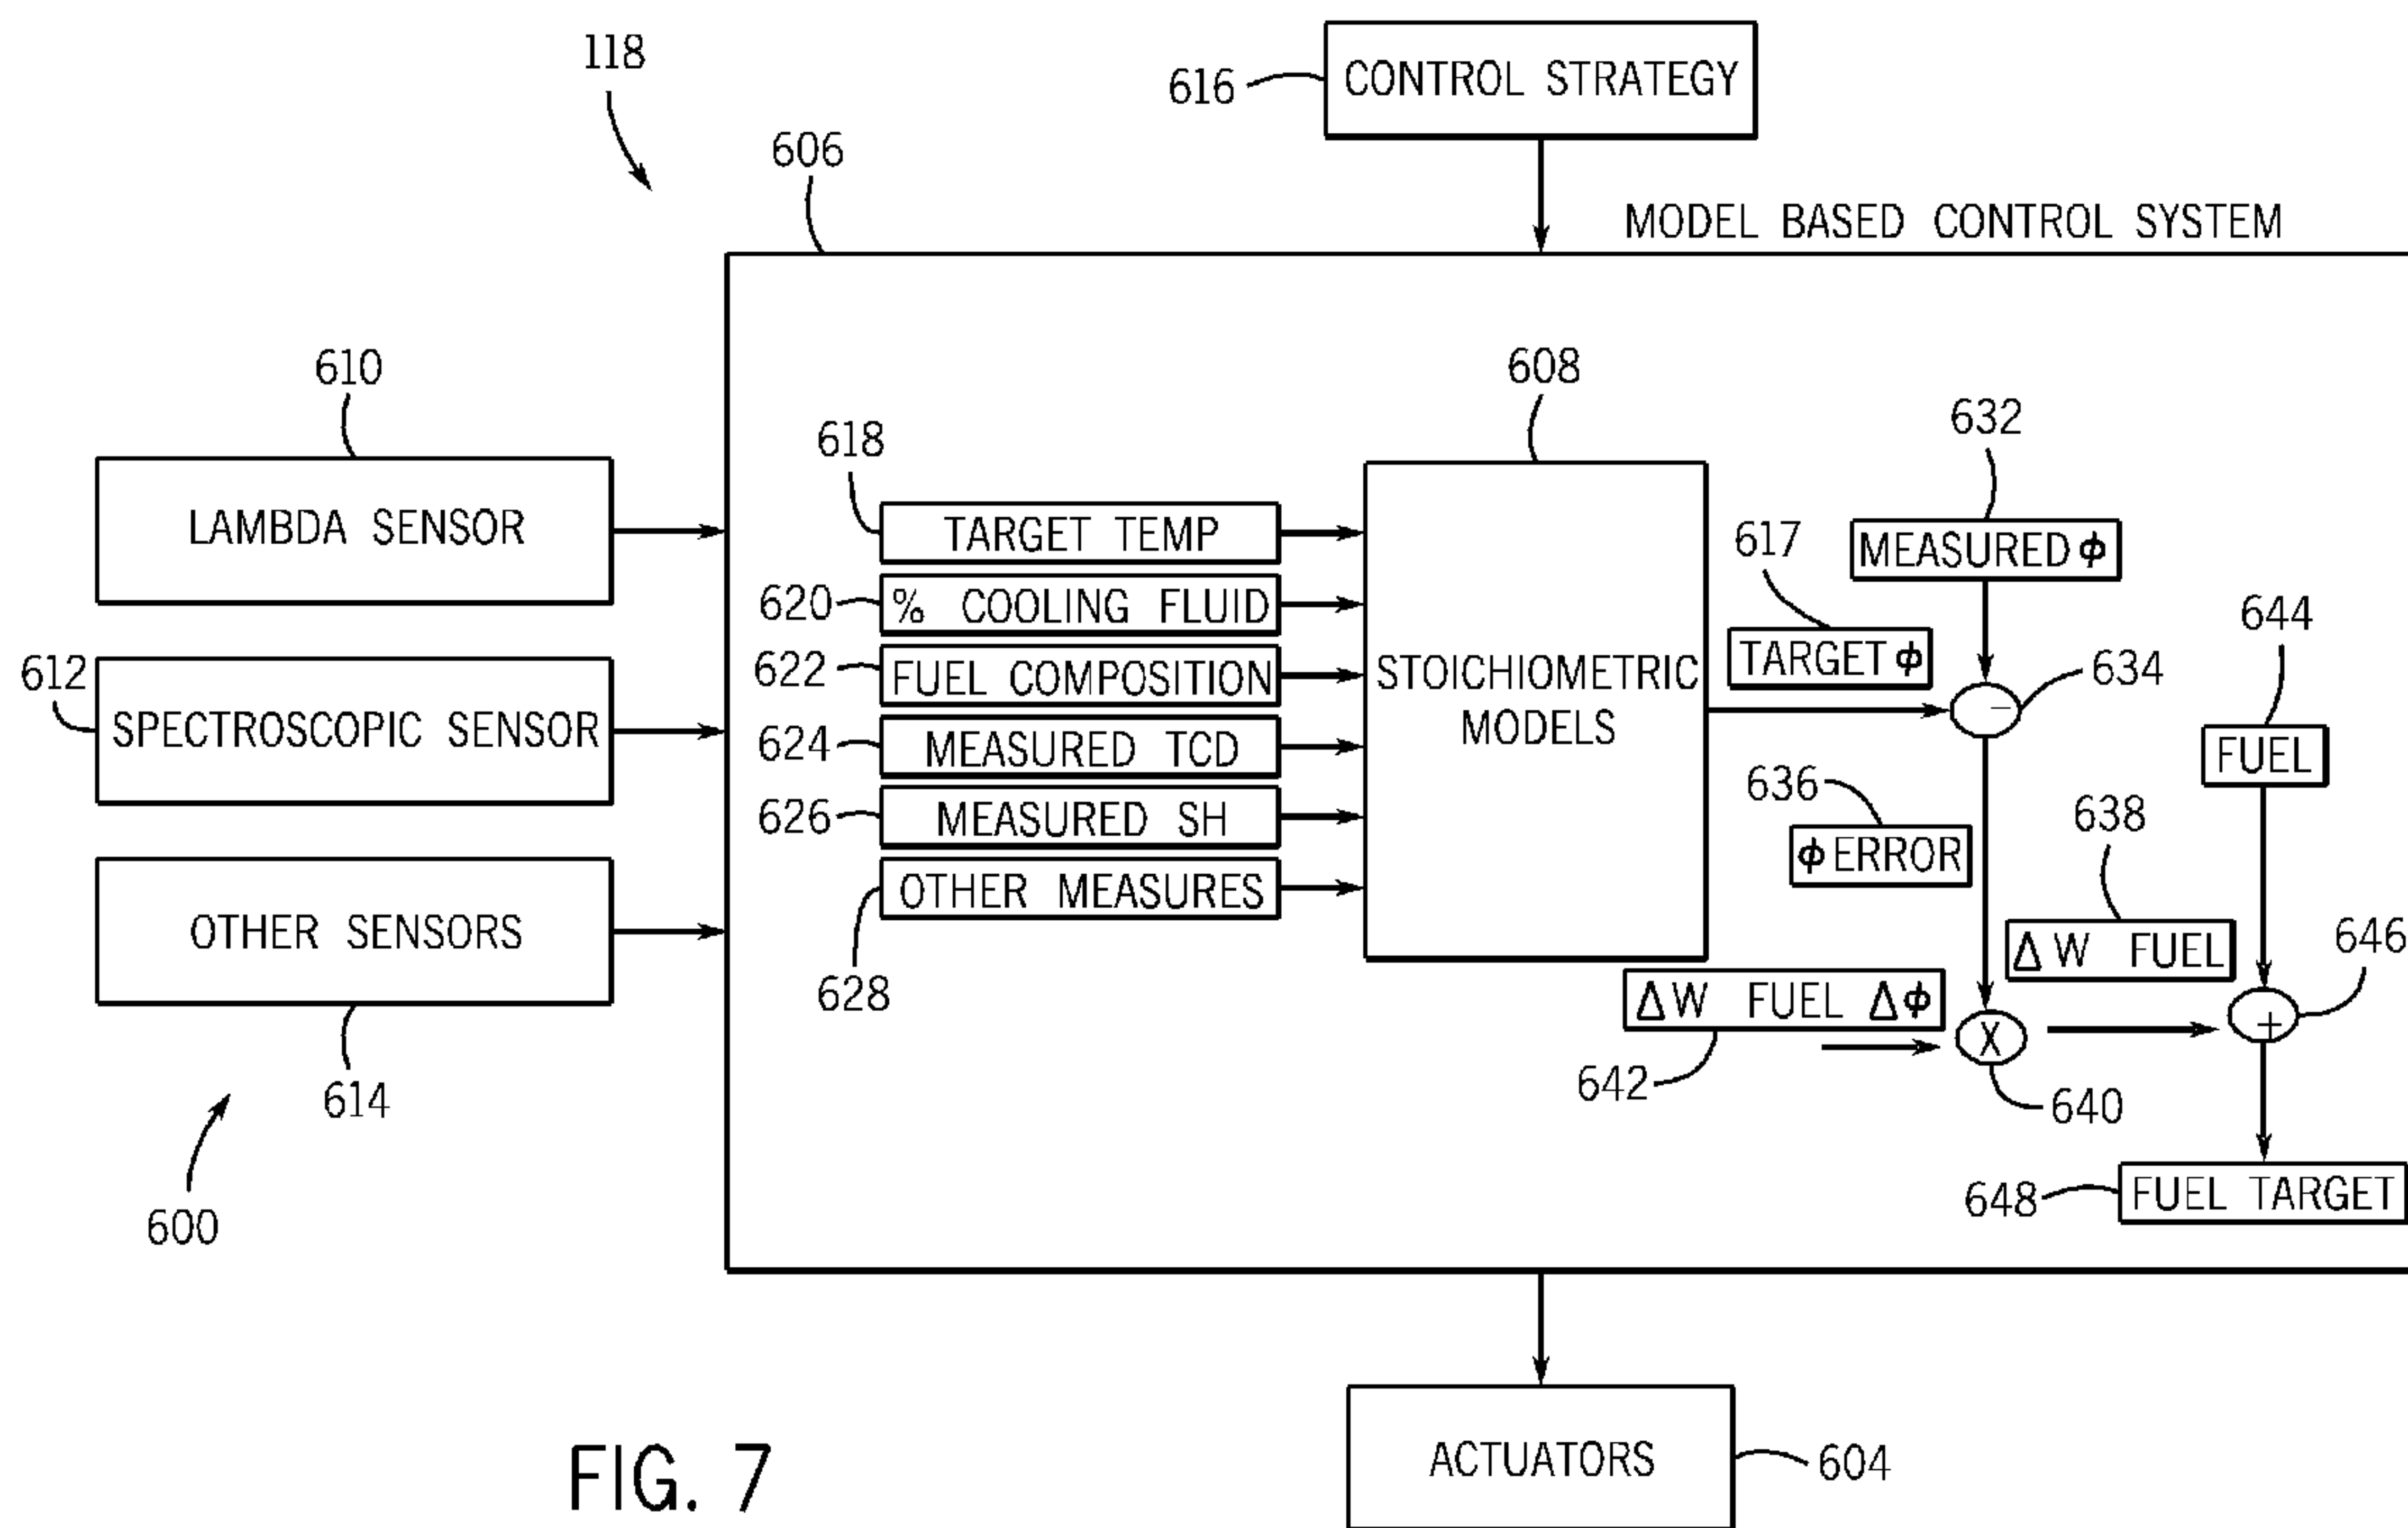 118
616
CONTROL STRATEGY
606
MODEL BASED CONTROL SYSTEM
610
LAMBDA SENSOR
612
SPECTROSCOPIC SENSOR
OTHER SENSORS
614
600
618
TARGET TEMP
620
% COOLING FLUID
622
FUEL COMPOSITION
624
MEASURED TCD
626
MEASURED SH
OTHER MEASURES
628
608
STOICHIOMETRIC
MODELS
632
MEASURED ϕ
617
TARGET ϕ
−
634
644
FUEL
636
ϕ ERROR
638
Δ W FUEL
646
+
Δ W FUEL Δ ϕ
642
X
640
648
FUEL TARGET
ACTUATORS
604
FIG. 7